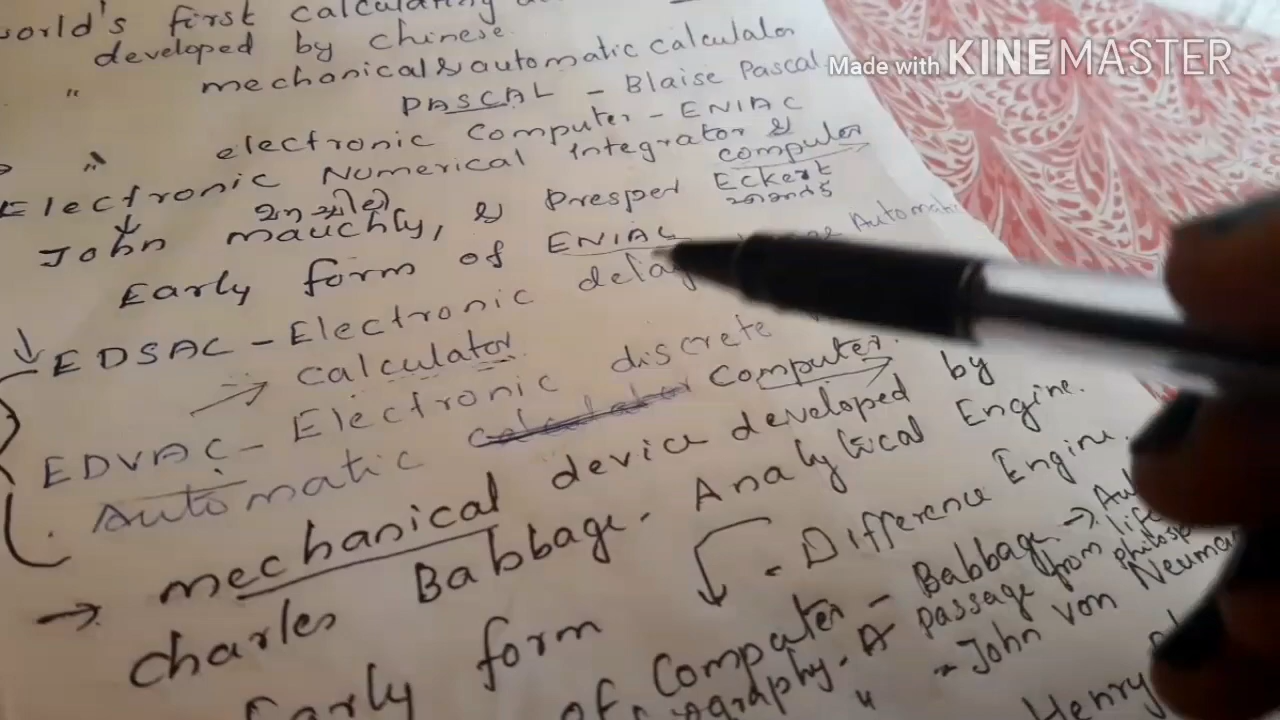 world's first calculating
developed by Chinese
Made with KINEMASTER
" mechanical & automatic calculator
PASCAL - Blaise Pascal
" electronic Computer - ENIAC
Electronic Numerical Integrator &
computer
John Mauchly, & Presper Eckert
Early form of ENIAC
EDSAC - Electronic delay Automatic
→ calculator
EDVAC - Electronic discrete
Automatic Computer.
→ mechanical device developed by
Charles Babbage. Analytical Engine.
- Difference Engine.
Early form of Computer - Babbage →
A passage from life
- John von
Henry